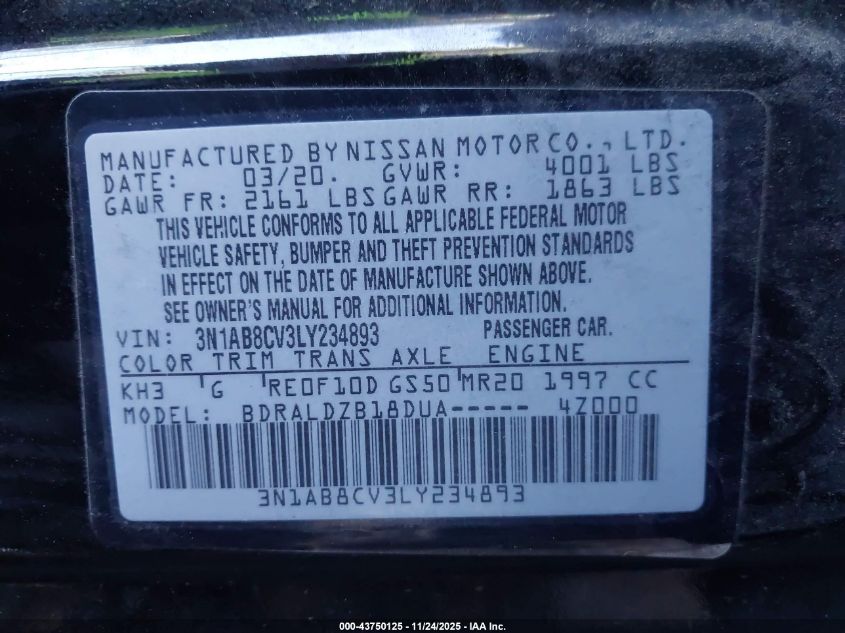 MANUFACTURED BY NISSAN MOTOR CO., LTD.
DATE: 03/20. GVWR: 4001 LBS
GAWR FR: 2161 LBS GAWR RR: 1863 LBS
THIS VEHICLE CONFORMS TO ALL APPLICABLE FEDERAL MOTOR
VEHICLE SAFETY, BUMPER AND THEFT PREVENTION STANDARDS
IN EFFECT ON THE DATE OF MANUFACTURE SHOWN ABOVE.
SEE OWNER'S MANUAL FOR ADDITIONAL INFORMATION.
VIN: 3N1AB8CV3LY234893 PASSENGER CAR.
COLOR TRIM TRANS AXLE ENGINE
KH3 G RE0F10D GS50 MR20 1997 CC
MODEL: BDRALDZB18DUA----- 4Z000
3N1AB8CV3LY234893
000-43750125 - 11/24/2025 - IAA Inc.